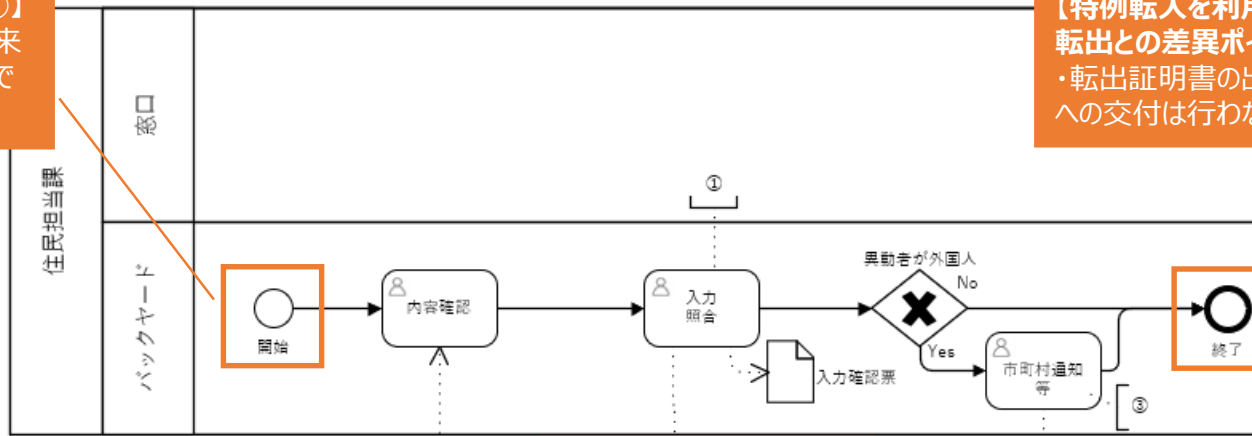 来
で
【特例転入を利用
転出との差異ポイ
・転出証明書の出
への交付は行わな
住民担当課
窓口
バックヤード
①
開始
内容確認
入力
照合
入力確認票
異動者が外国人
No
Yes
市町村通知
等
③
終了